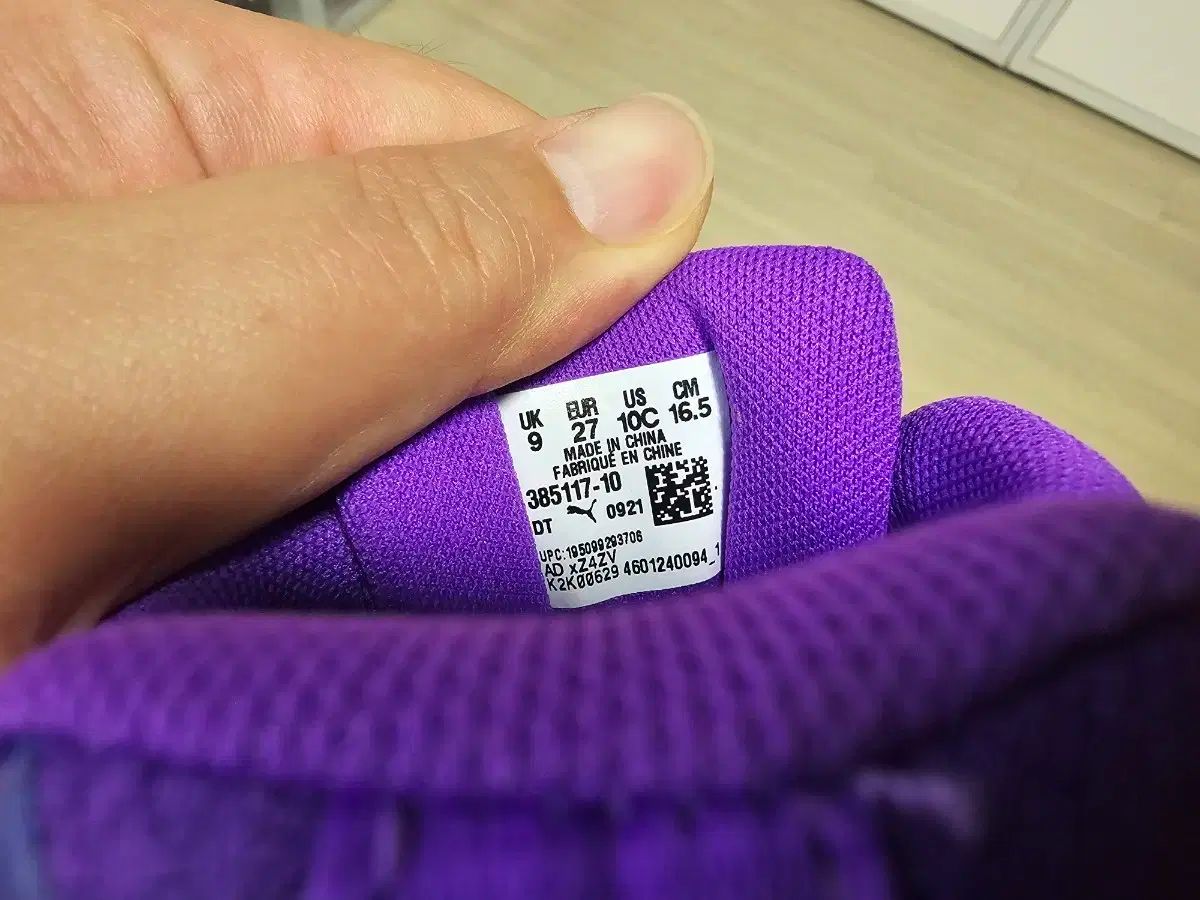 UK EUR US CM
9 27 10C 16.5
MADE IN CHINA
FABRIQUÉ EN CHINE
385117-10
DT 0921
UPC:195099293706
AD xZ4ZV
K2K00629 4601240094_1